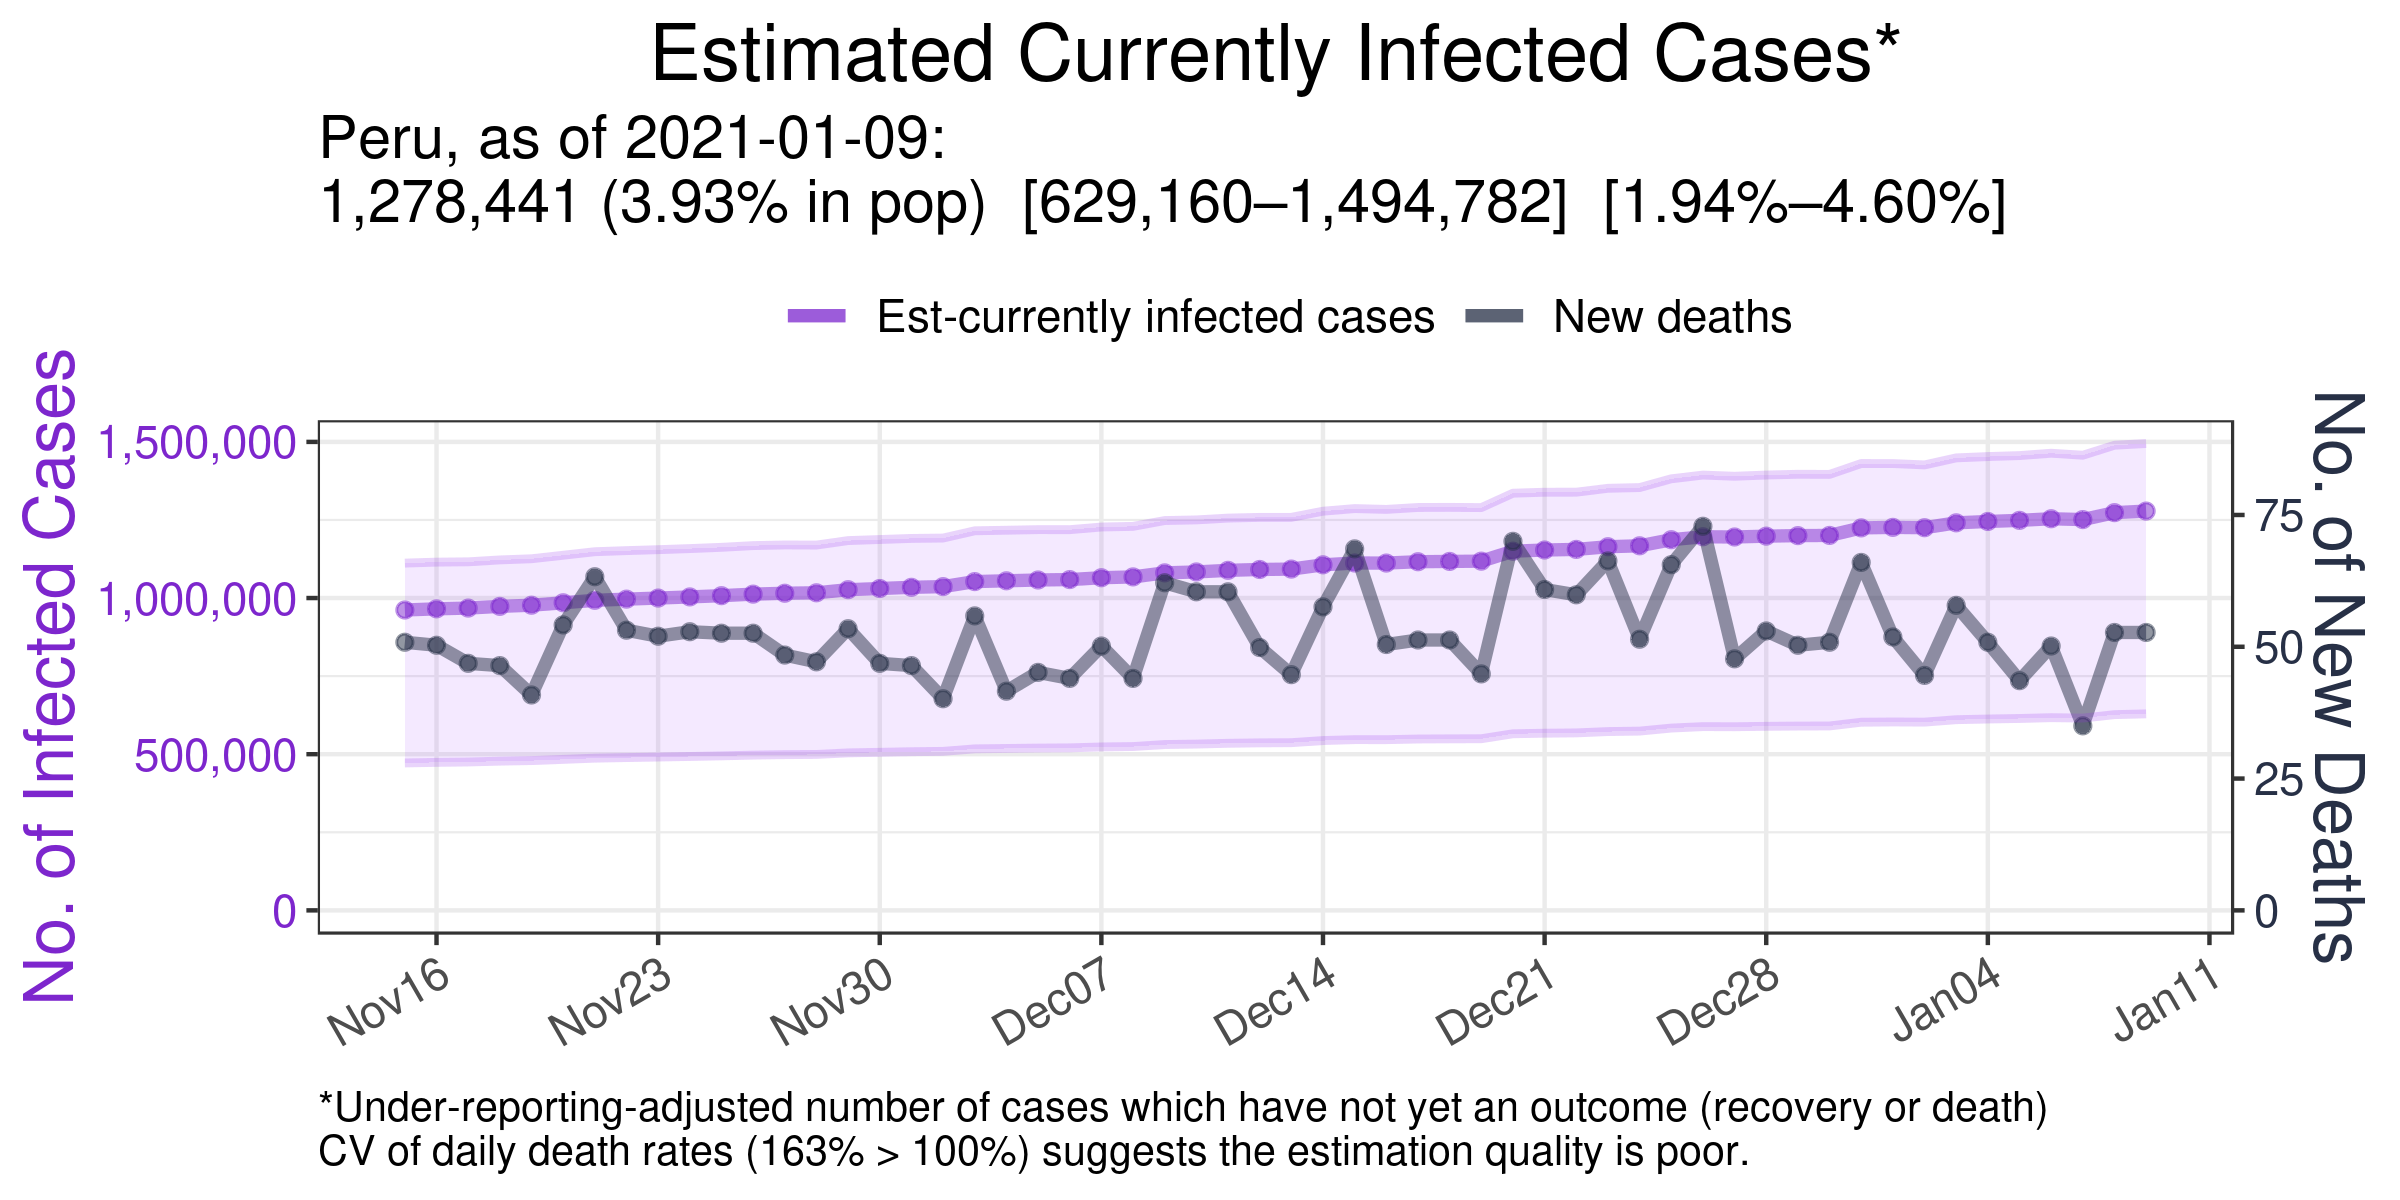 Estimated Currently Infected Cases*
Peru, as of 2021-01-09:
1,278,441 (3.93% in pop)  [629,160–1,494,782]  [1.94%–4.60%]
Est-currently infected cases
New deaths
No. of Infected Cases
1,500,000
1,000,000
500,000
0
No. of New Deaths
75
50
25
0
Nov16
Nov23
Nov30
Dec07
Dec14
Dec21
Dec28
Jan04
Jan11
*Under-reporting-adjusted number of cases which have not yet an outcome (recovery or death)
CV of daily death rates (163% > 100%) suggests the estimation quality is poor.